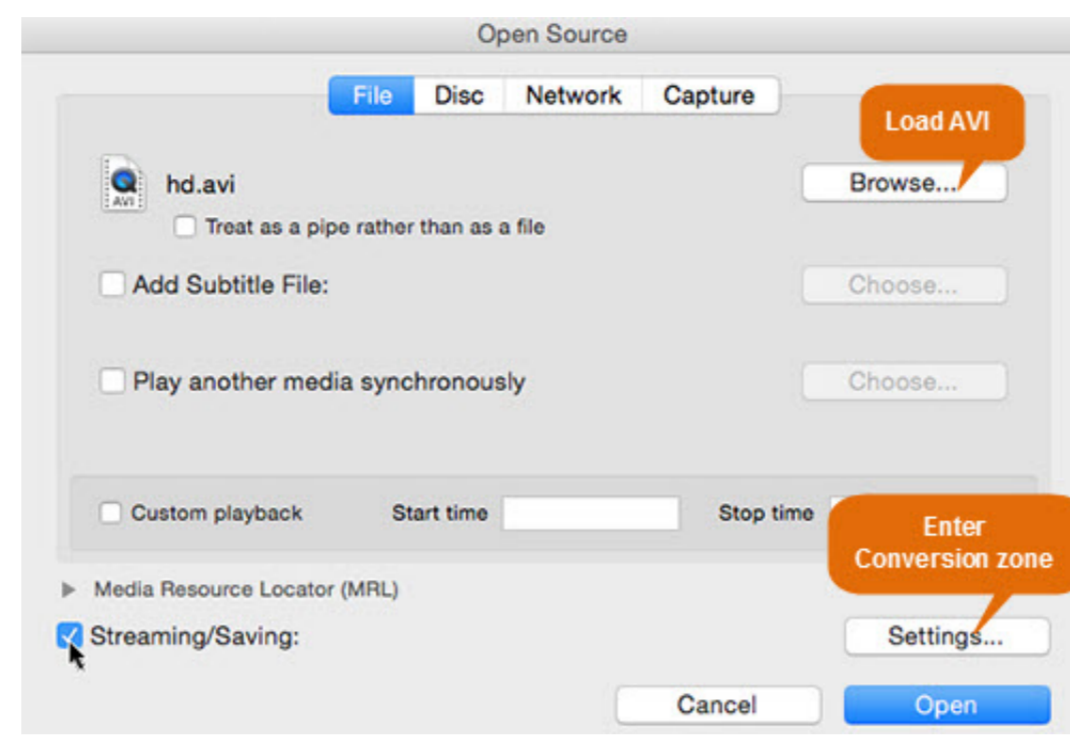 Open Source
File Disc Network Capture
Load AVI
AVI
hd.avi
Browse...
Treat as a pipe rather than as a file
Add Subtitle File:
Choose...
Play another media synchronously
Choose...
Custom playback Start time Stop time
Enter
Conversion zone
Media Resource Locator (MRL)
Streaming/Saving:
Settings...
Cancel Open